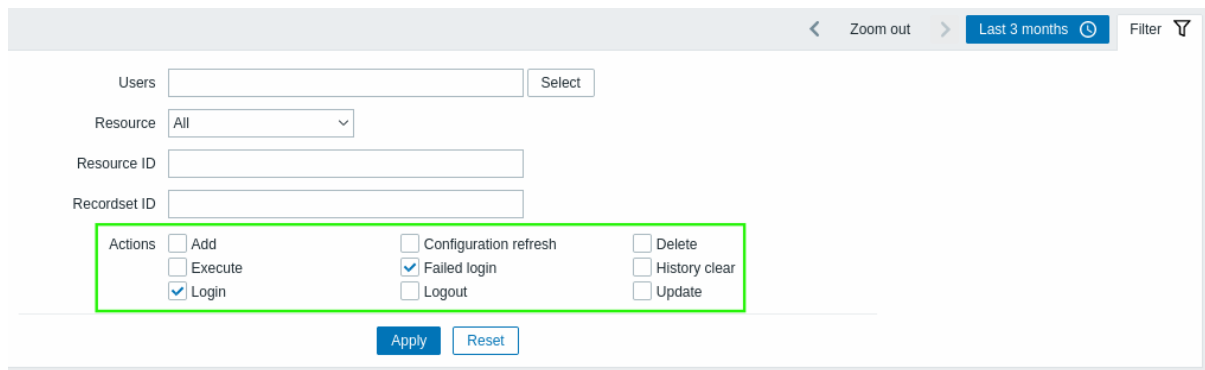 Zoom out Last 3 months Filter
Users Select
Resource All
Resource ID
Recordset ID
Actions Add Configuration refresh Delete
Execute Failed login History clear
Login Logout Update
Apply Reset